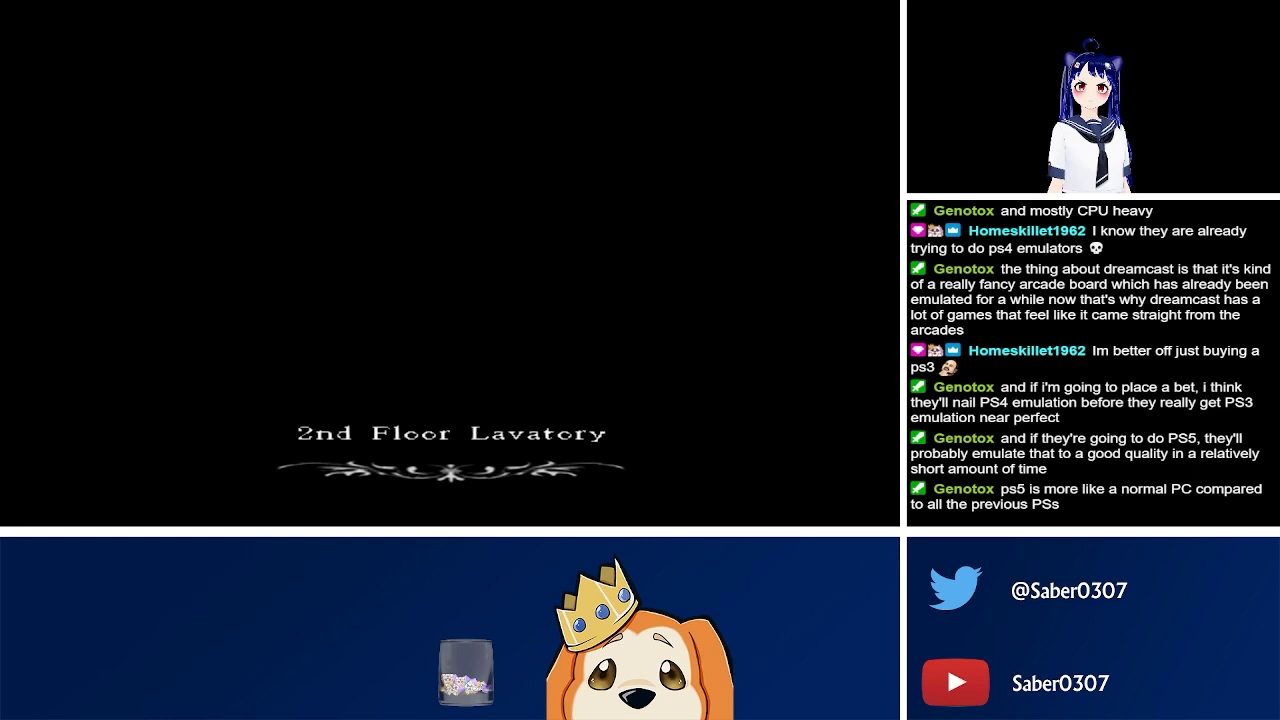 2nd Floor Lavatory
Genotox and mostly CPU heavy
Homeskillet1962 I know they are already
trying to do ps4 emulators
Genotox the thing about dreamcast is that it's kind
of a really fancy arcade board which has already been
emulated for a while now that's why dreamcast has a
lot of games that feel like it came straight from the
arcades
Homeskillet1962 Im better off just buying a
ps3
Genotox and if i'm going to place a bet, i think
they'll nail PS4 emulation before they really get PS3
emulation near perfect
Genotox and if they're going to do PS5, they'll
probably emulate that to a good quality in a relatively
short amount of time
Genotox ps5 is more like a normal PC compared
to all the previous PSs
@Saber0307
Saber0307